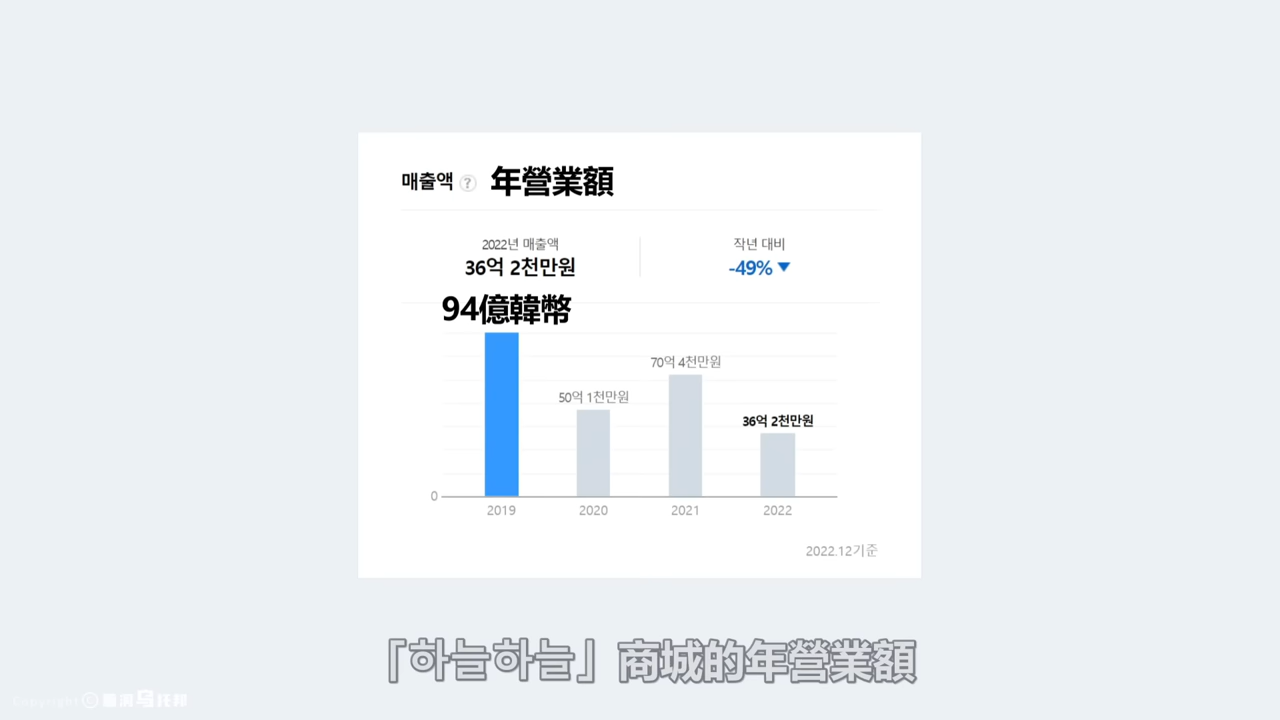 매출액 ? 年營業額
2022년 매출액
36억 2천만원
작년 대비
-49% ▼
94億韓幣
70억 4천만원
50억 1천만원
36억 2천만원
0
2019 2020 2021 2022
2022.12기준
「하늘하늘」商城的年營業額
Copyright ©